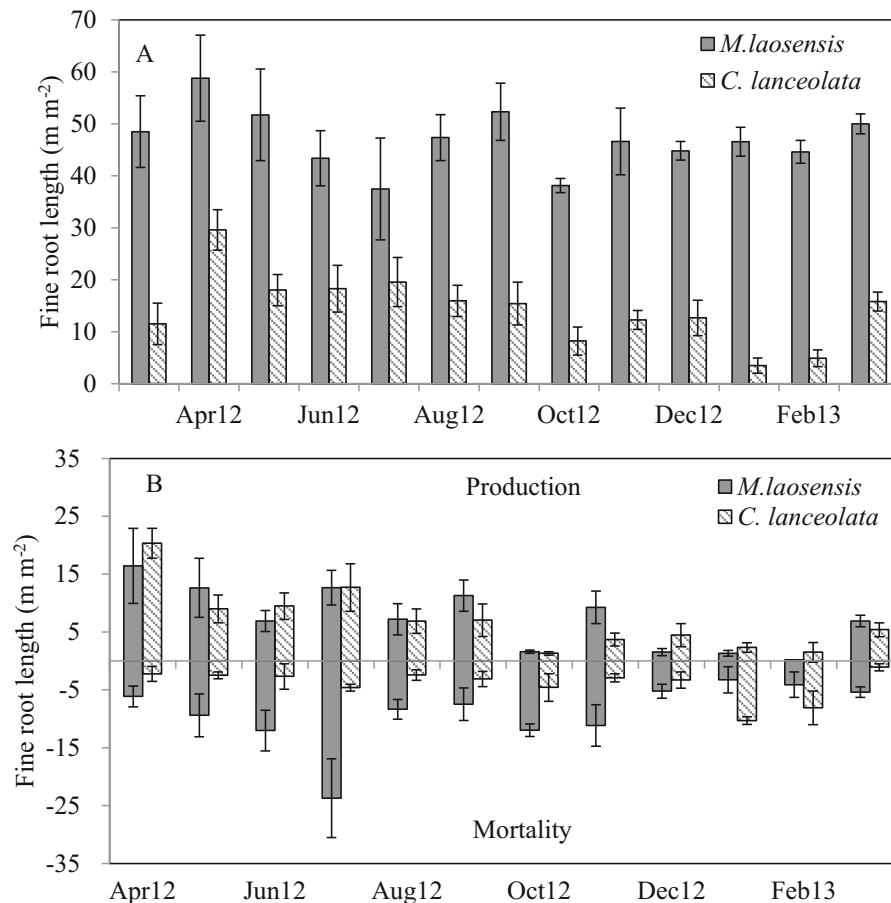 A
M.laosensis
C. lanceolata
Fine root length (m m-2)
70
60
50
40
30
20
10
0
Apr12 Jun12 Aug12 Oct12 Dec12 Feb13
B
Production
M.laosensis
C. lanceolata
Fine root length (m m-2)
35
25
15
5
-5
-15
-25
-35
Mortality
Apr12 Jun12 Aug12 Oct12 Dec12 Feb13